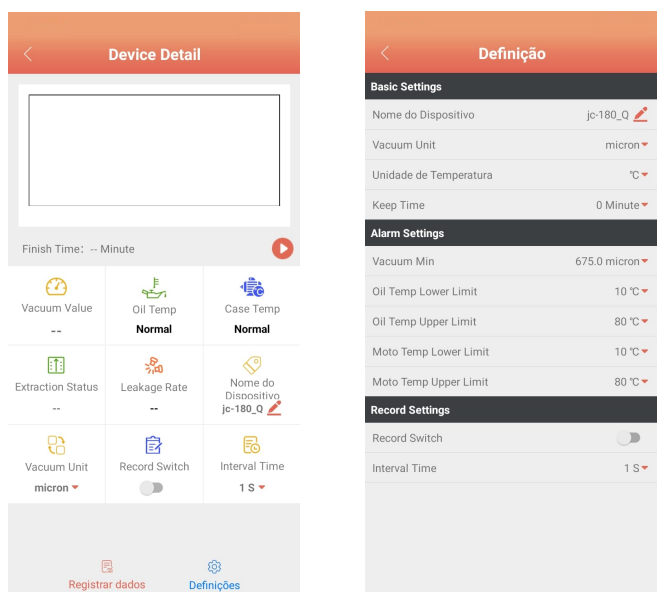 Device Detail
Finish Time: -- Minute
Vacuum Value
--
Oil Temp
Normal
Case Temp
Normal
Extraction Status
--
Leakage Rate
--
Nome do
Dispositivo
jc-180_Q
Vacuum Unit
micron
Record Switch
Interval Time
1 S
Registrar dados
Definições
Definição
Basic Settings
Nome do Dispositivo jc-180_Q
Vacuum Unit micron
Unidade de Temperatura °C
Keep Time 0 Minute
Alarm Settings
Vacuum Min 675.0 micron
Oil Temp Lower Limit 10 °C
Oil Temp Upper Limit 80 °C
Moto Temp Lower Limit 10 °C
Moto Temp Upper Limit 80 °C
Record Settings
Record Switch
Interval Time 1 S